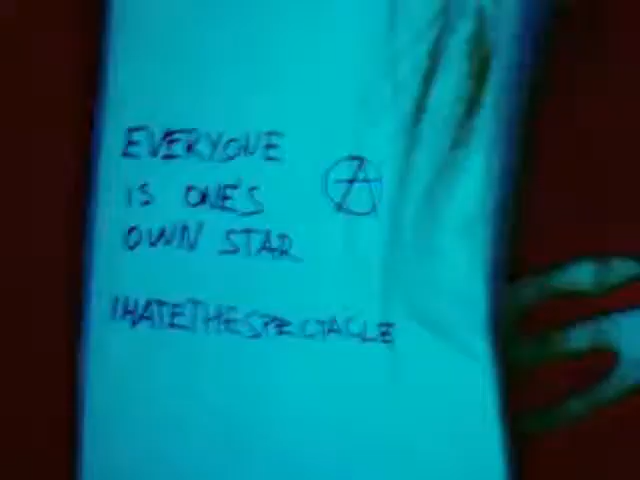 EVERYONE
IS ONE'S
OWN STAR
IHATETHESPECTACLE